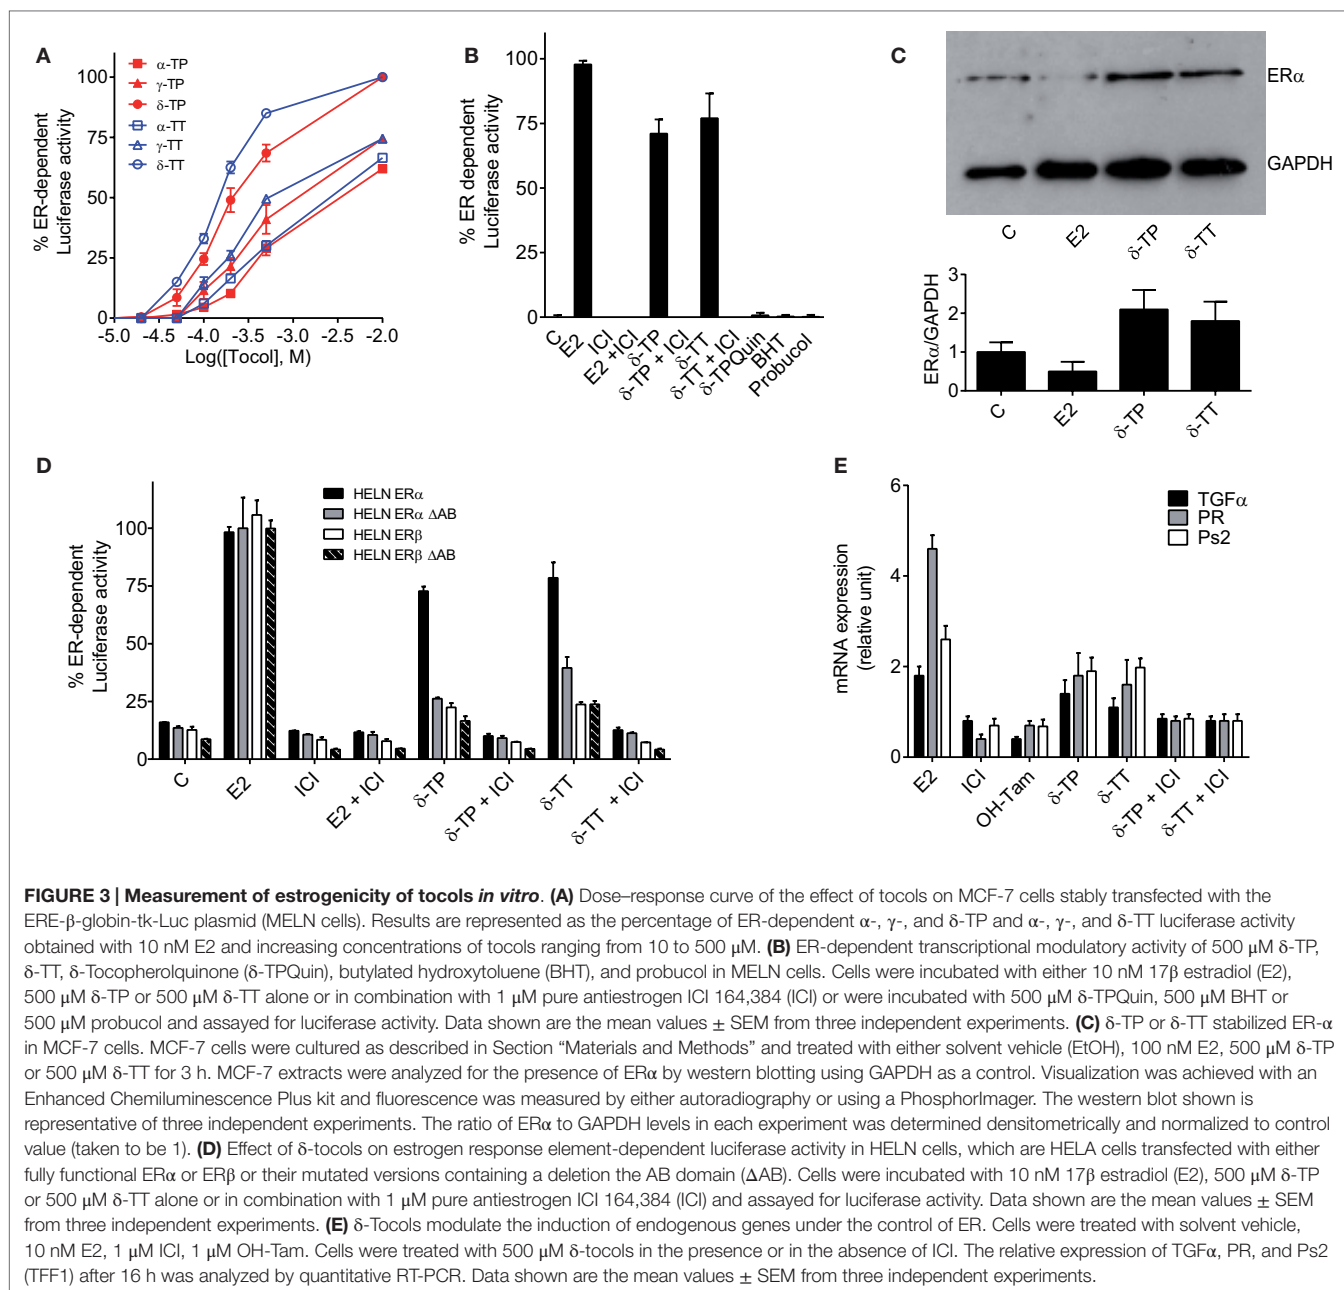 A
α-TP
γ-TP
δ-TP
α-TT
γ-TT
δ-TT
% ER-dependent
Luciferase activity
100
75
50
25
0
-5.0 -4.5 -4.0 -3.5 -3.0 -2.5 -2.0
Log([Tocol], M)
B
% ER dependent
Luciferase activity
100
75
50
25
0
C
E2
ICI
E2 +ICI
δ-TP
δ-TP + ICI
δ-TT
δ-TT + ICI
δ-TPQuin
BHT
Probucol
C
ERα
GAPDH
C E2 δ-TP δ-TT
ERα/GAPDH
3
2
1
0
C E2 δ-TP δ-TT
D
HELN ERα
HELN ERα ΔAB
HELN ERβ
HELN ERβ ΔAB
% ER-dependent
Luciferase activity
100
75
50
25
0
C
E2
ICI
E2 + ICI
δ-TP
δ-TP + ICI
δ-TT
δ-TT + ICI
E
TGFα
PR
Ps2
mRNA expression
(relative unit)
6
4
2
0
E2
ICI
OH-Tam
δ-TP
δ-TT
δ-TP + ICI
δ-TT + ICI
FIGURE 3 | Measurement of estrogenicity of tocols in vitro. (A) Dose–response curve of the effect of tocols on MCF-7 cells stably transfected with the
ERE-β-globin-tk-Luc plasmid (MELN cells). Results are represented as the percentage of ER-dependent α-, γ-, and δ-TP and α-, γ-, and δ-TT luciferase activity
obtained with 10 nM E2 and increasing concentrations of tocols ranging from 10 to 500 μM. (B) ER-dependent transcriptional modulatory activity of 500 μM δ-TP,
δ-TT, δ-Tocopherolquinone (δ-TPQuin), butylated hydroxytoluene (BHT), and probucol in MELN cells. Cells were incubated with either 10 nM 17β estradiol (E2),
500 μM δ-TP or 500 μM δ-TT alone or in combination with 1 μM pure antiestrogen ICI 164,384 (ICI) or were incubated with 500 μM δ-TPQuin, 500 μM BHT or
500 μM probucol and assayed for luciferase activity. Data shown are the mean values ± SEM from three independent experiments. (C) δ-TP or δ-TT stabilized ER-α
in MCF-7 cells. MCF-7 cells were cultured as described in Section “Materials and Methods” and treated with either solvent vehicle (EtOH), 100 nM E2, 500 μM δ-TP
or 500 μM δ-TT for 3 h. MCF-7 extracts were analyzed for the presence of ERα by western blotting using GAPDH as a control. Visualization was achieved with an
Enhanced Chemiluminescence Plus kit and fluorescence was measured by either autoradiography or using a PhosphorImager. The western blot shown is
representative of three independent experiments. The ratio of ERα to GAPDH levels in each experiment was determined densitometrically and normalized to control
value (taken to be 1). (D) Effect of δ-tocols on estrogen response element-dependent luciferase activity in HELN cells, which are HELA cells transfected with either
fully functional ERα or ERβ or their mutated versions containing a deletion the AB domain (ΔAB). Cells were incubated with 10 nM 17β estradiol (E2), 500 μM δ-TP
or 500 μM δ-TT alone or in combination with 1 μM pure antiestrogen ICI 164,384 (ICI) and assayed for luciferase activity. Data shown are the mean values ± SEM
from three independent experiments. (E) δ-Tocols modulate the induction of endogenous genes under the control of ER. Cells were treated with solvent vehicle,
10 nM E2, 1 μM ICI, 1 μM OH-Tam. Cells were treated with 500 μM δ-tocols in the presence or in the absence of ICI. The relative expression of TGFα, PR, and Ps2
(TFF1) after 16 h was analyzed by quantitative RT-PCR. Data shown are the mean values ± SEM from three independent experiments.